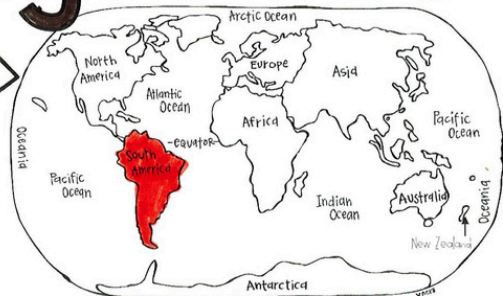 Arctic Ocean
North
America
Europe
Asia
Atlantic
Ocean
Africa
Pacific
Ocean
Oceania
-equator-
South
America
Pacific
Ocean
Indian
Ocean
Australia
Oceania
New Zealand
Antarctica